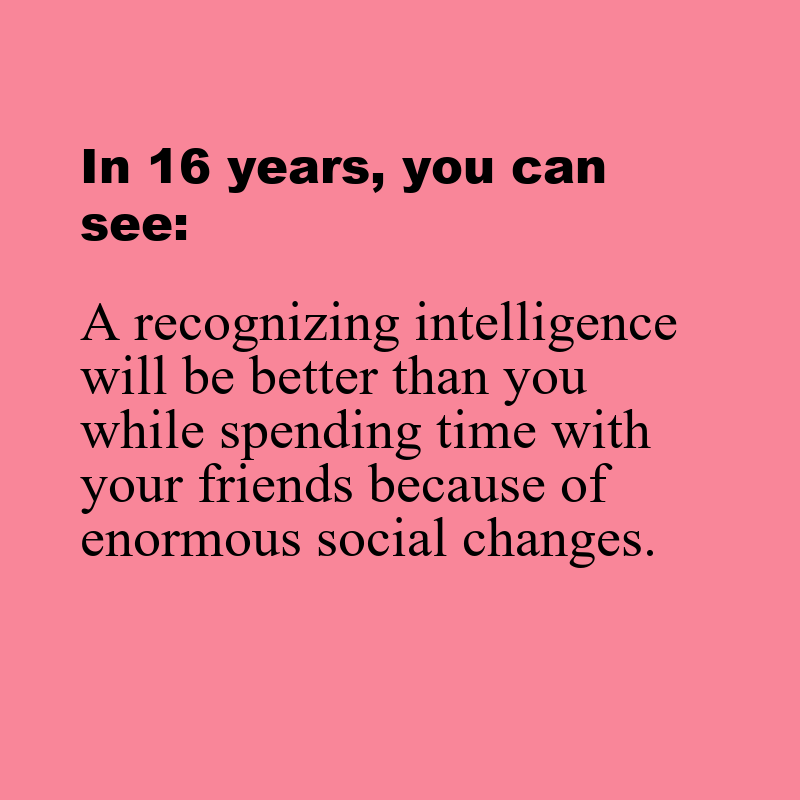 In 16 years, you can
see:
A recognizing intelligence
will be better than you
while spending time with
your friends because of
enormous social changes.